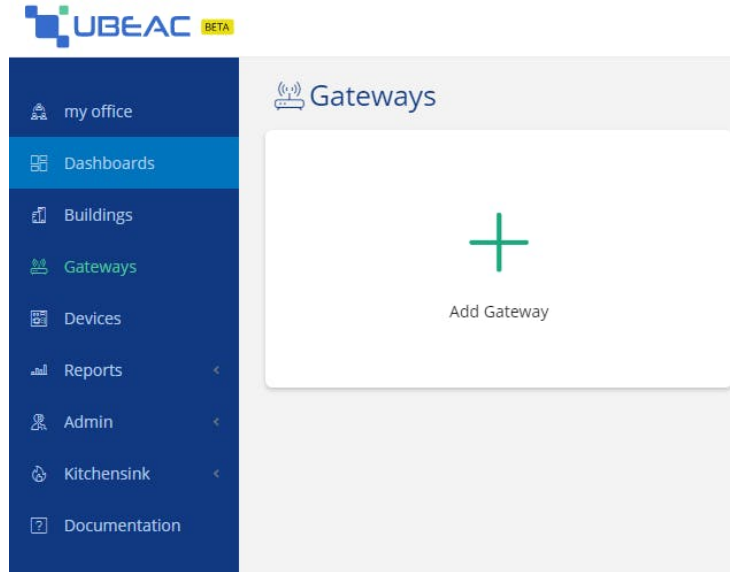 UBEAC BETA
my office
Dashboards
Buildings
Gateways
Devices
Reports
Admin
Kitchensink
Documentation
Gateways
Add Gateway